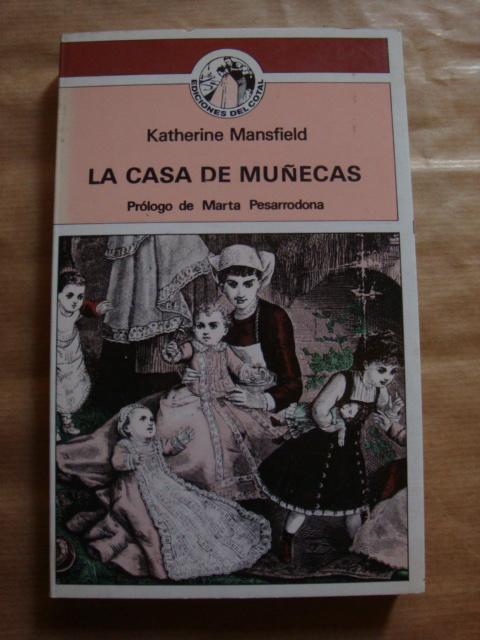 EDICIONES DEL COTAL
Katherine Mansfield
LA CASA DE MUÑECAS
Prólogo de Marta Pesarrodona